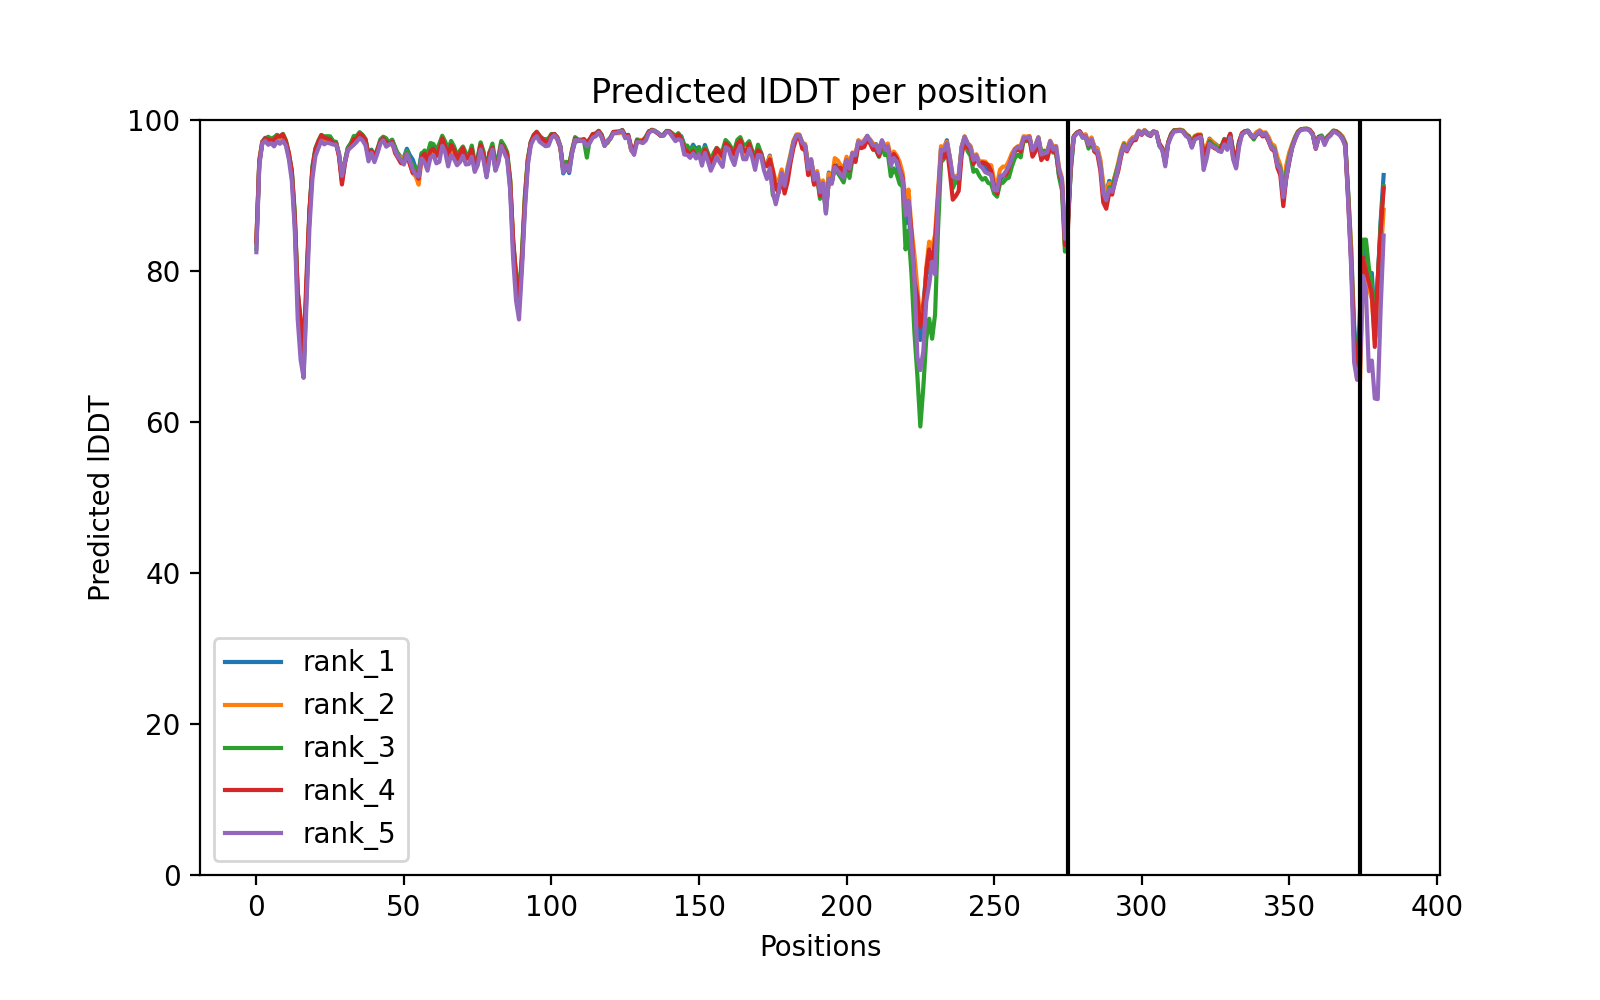 Predicted lDDT per position
Predicted lDDT
100
80
60
40
20
0
rank_1
rank_2
rank_3
rank_4
rank_5
0 50 100 150 200 250 300 350 400
Positions